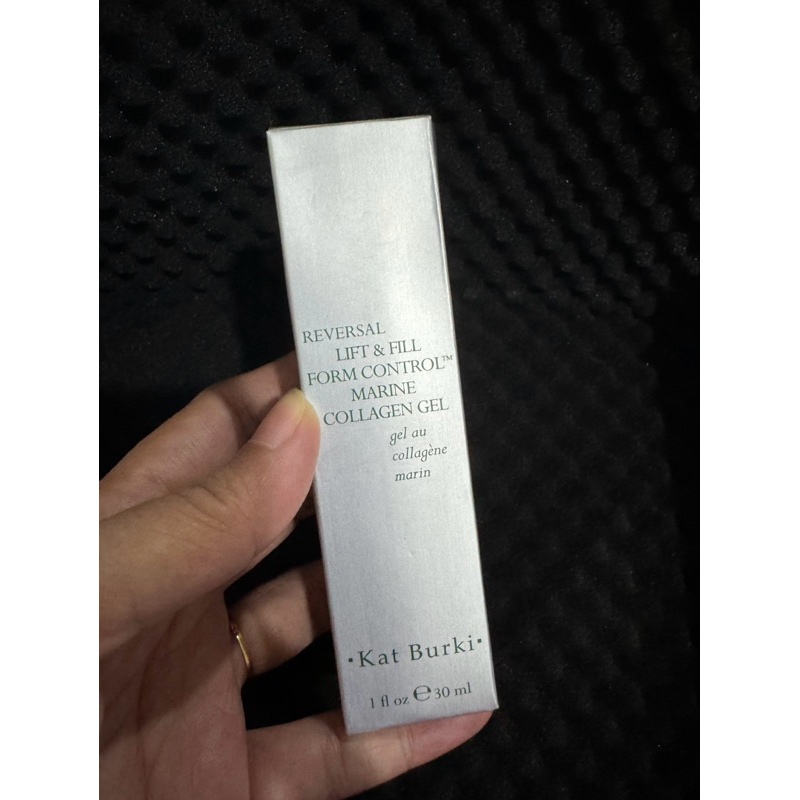 REVERSAL
LIFT & FILL
FORM CONTROL™
MARINE
COLLAGEN GEL
gel au
collagène
marin
·Kat Burki·
1 fl oz ℮ 30 ml